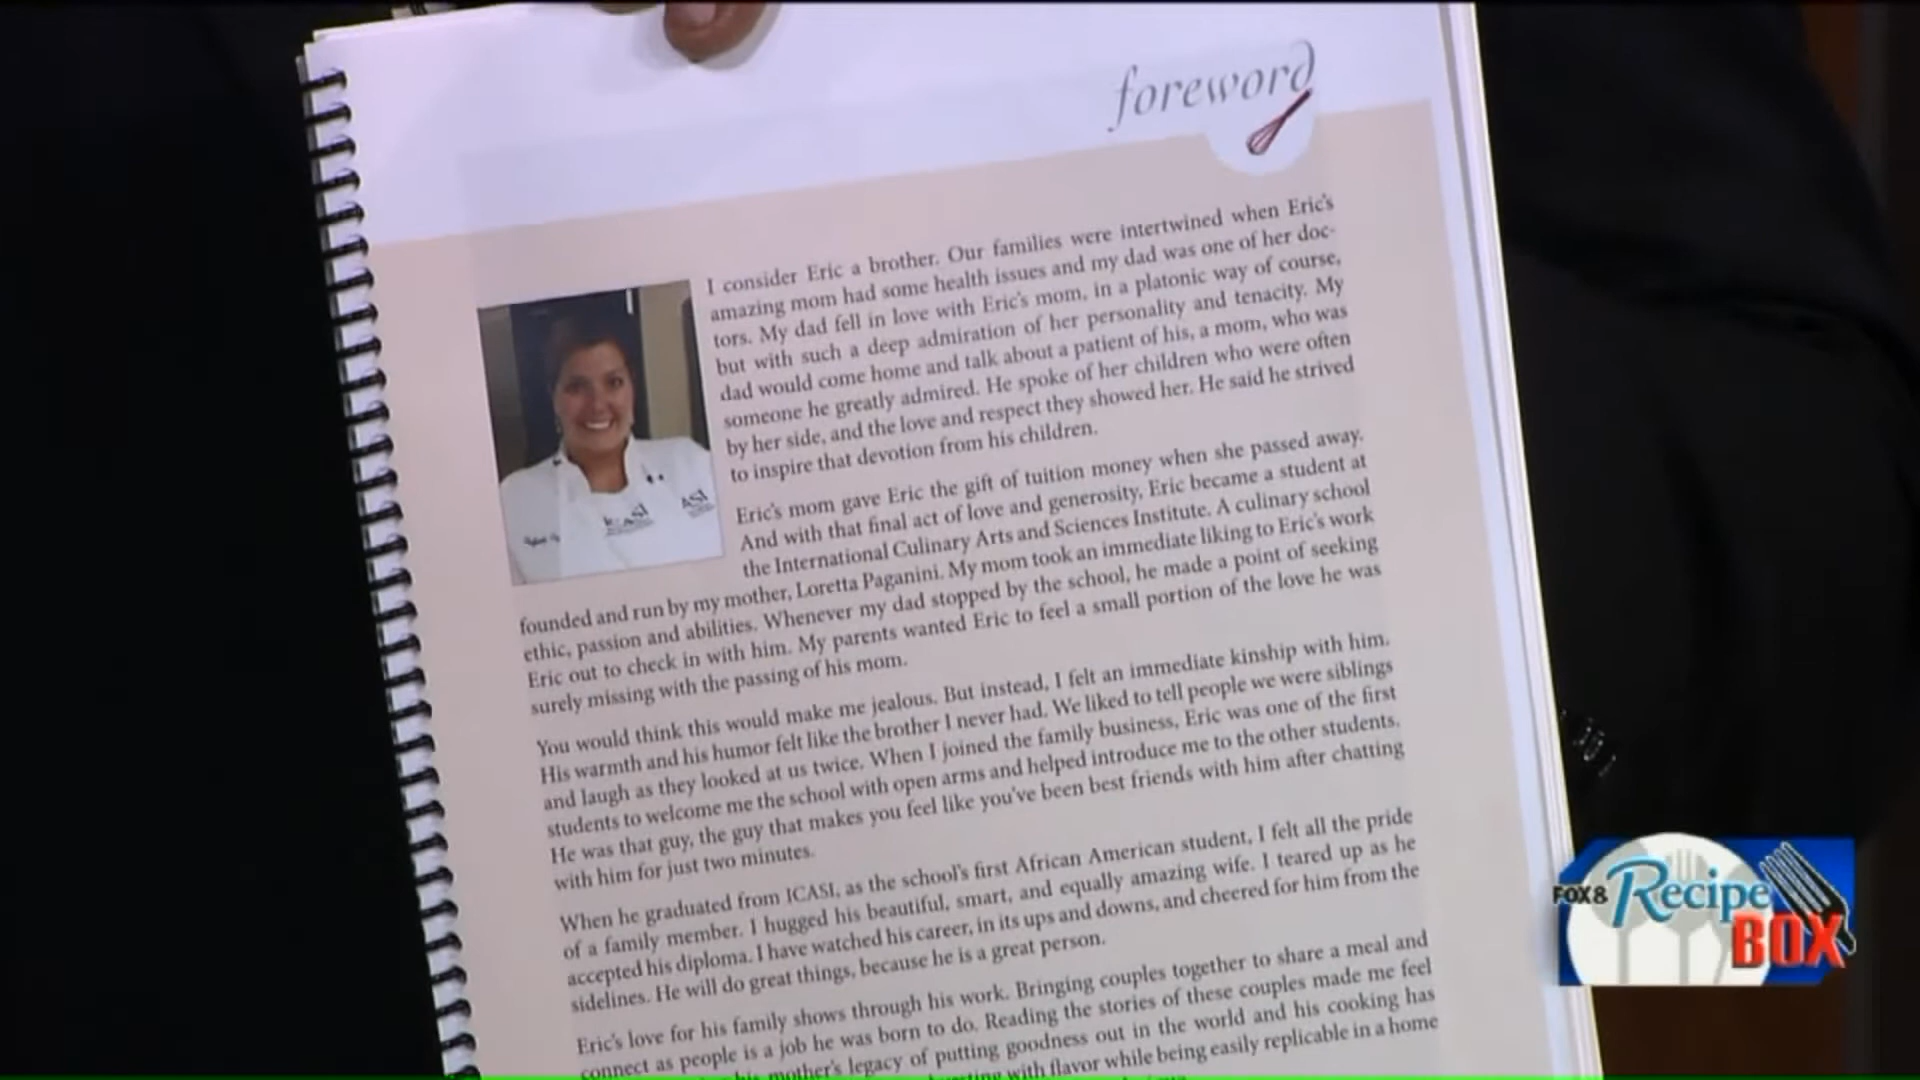 foreword
I consider Eric a brother. Our families were intertwined when Eric's
amazing mom had some health issues and my dad was one of her doc-
tors. My dad fell in love with Eric's mom, in a platonic way of course,
but with such a deep admiration of her personality and tenacity. My
dad would come home and talk about a patient of his, a mom, who was
someone he greatly admired. He spoke of her children who were often
by her side, and the love and respect they showed her. He said he strived
to inspire that devotion from his children.
Eric's mom gave Eric the gift of tuition money when she passed away.
And with that final act of love and generosity, Eric became a student at
the International Culinary Arts and Sciences Institute. A culinary school
founded and run by my mother, Loretta Paganini. My mom took an immediate liking to Eric's work
ethic, passion and abilities. Whenever my dad stopped by the school, he made a point of seeking
Eric out to check in with him. My parents wanted Eric to feel a small portion of the love he was
surely missing with the passing of his mom.
You would think this would make me jealous. But instead, I felt an immediate kinship with him.
His warmth and his humor felt like the brother I never had. We liked to tell people we were siblings
and laugh as they looked at us twice. When I joined the family business, Eric was one of the first
students to welcome me the school with open arms and helped introduce me to the other students.
He was that guy, the guy that makes you feel like you've been best friends with him after chatting
with him for just two minutes.
When he graduated from ICASI, as the school's first African American student, I felt all the pride
of a family member. I hugged his beautiful, smart, and equally amazing wife. I teared up as he
accepted his diploma. I have watched his career, in its ups and downs, and cheered for him from the
sidelines. He will do great things, because he is a great person.
Eric's love for his family shows through his work. Bringing couples together to share a meal and
connect as people is a job he was born to do. Reading the stories of these couples made me feel
his mother's legacy of putting goodness out in the world and his cooking has
with flavor while being easily replicable in a home
FOX 8 Recipe
BOX